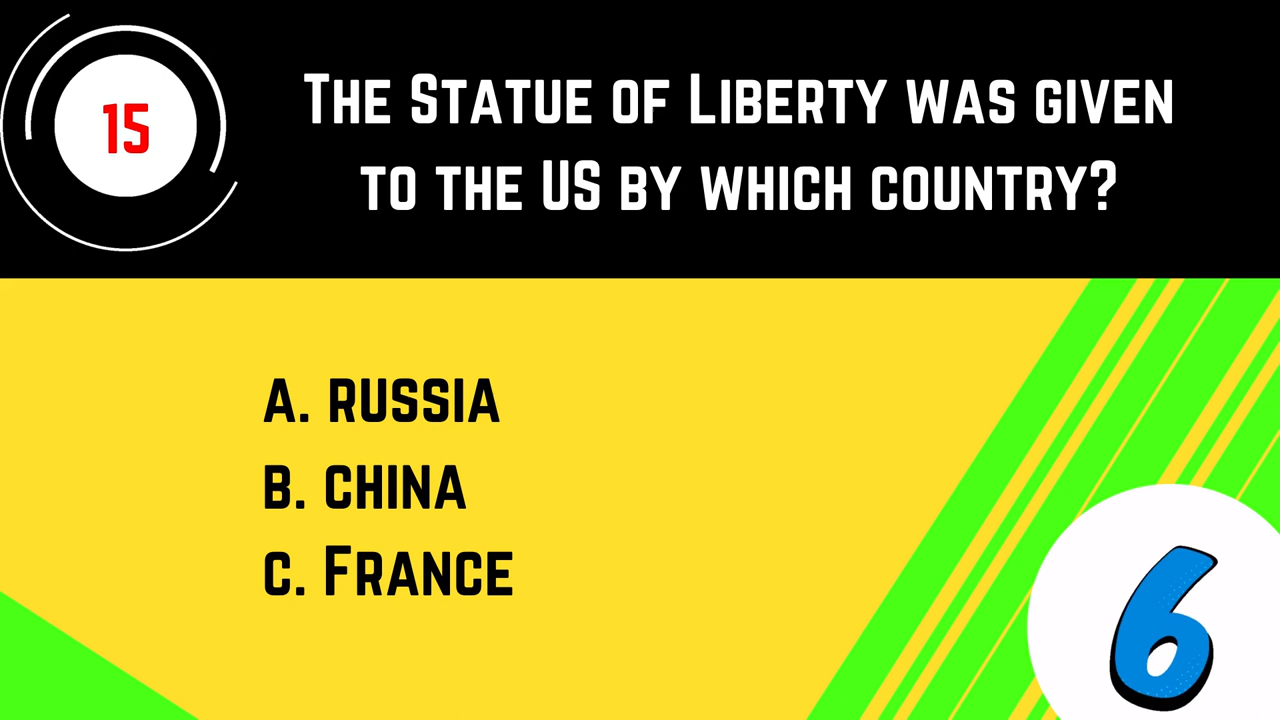 15
The Statue of Liberty was given
to the US by which country?
A. russia
B. china
C. France
6